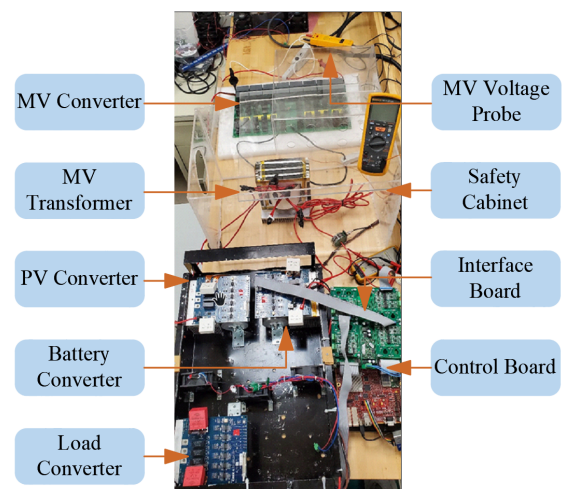 MV Converter
MV
Transformer
PV Converter
Battery
Converter
Load
Converter
MV Voltage
Probe
Safety
Cabinet
Interface
Board
Control Board